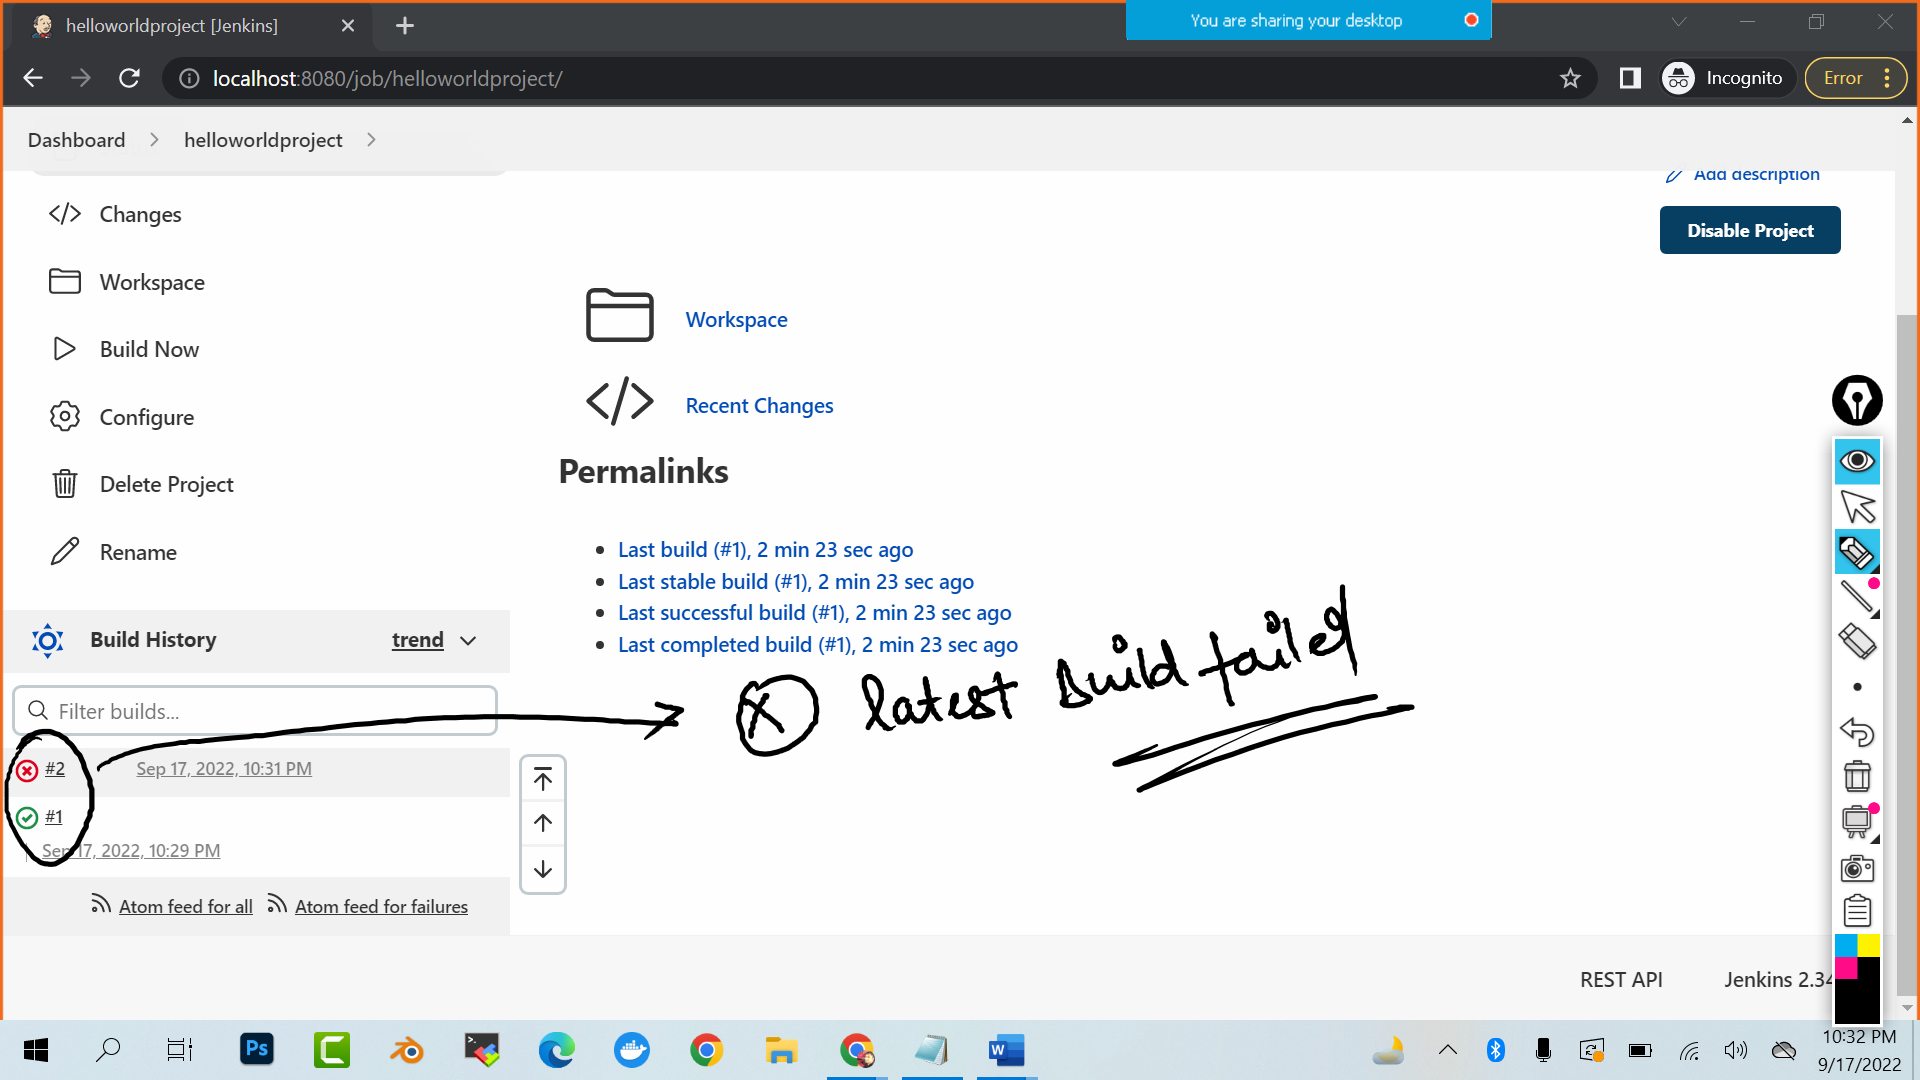 helloworldproject [Jenkins]
You are sharing your desktop
localhost:8080/job/helloworldproject/
Incognito
Error
Dashboard
helloworldproject
Add description
Disable Project
Changes
Workspace
Build Now
Configure
Delete Project
Rename
Workspace
Recent Changes
Permalinks
Last build (#1), 2 min 23 sec ago
Last stable build (#1), 2 min 23 sec ago
Last successful build (#1), 2 min 23 sec ago
Last completed build (#1), 2 min 23 sec ago
Build History
trend
Filter builds...
#2
Sep 17, 2022, 10:31 PM
#1
Sep 17, 2022, 10:29 PM
Atom feed for all
Atom feed for failures
X latest Build failed
REST API
Jenkins 2.34
Ps
C
W
10:32 PM
9/17/2022